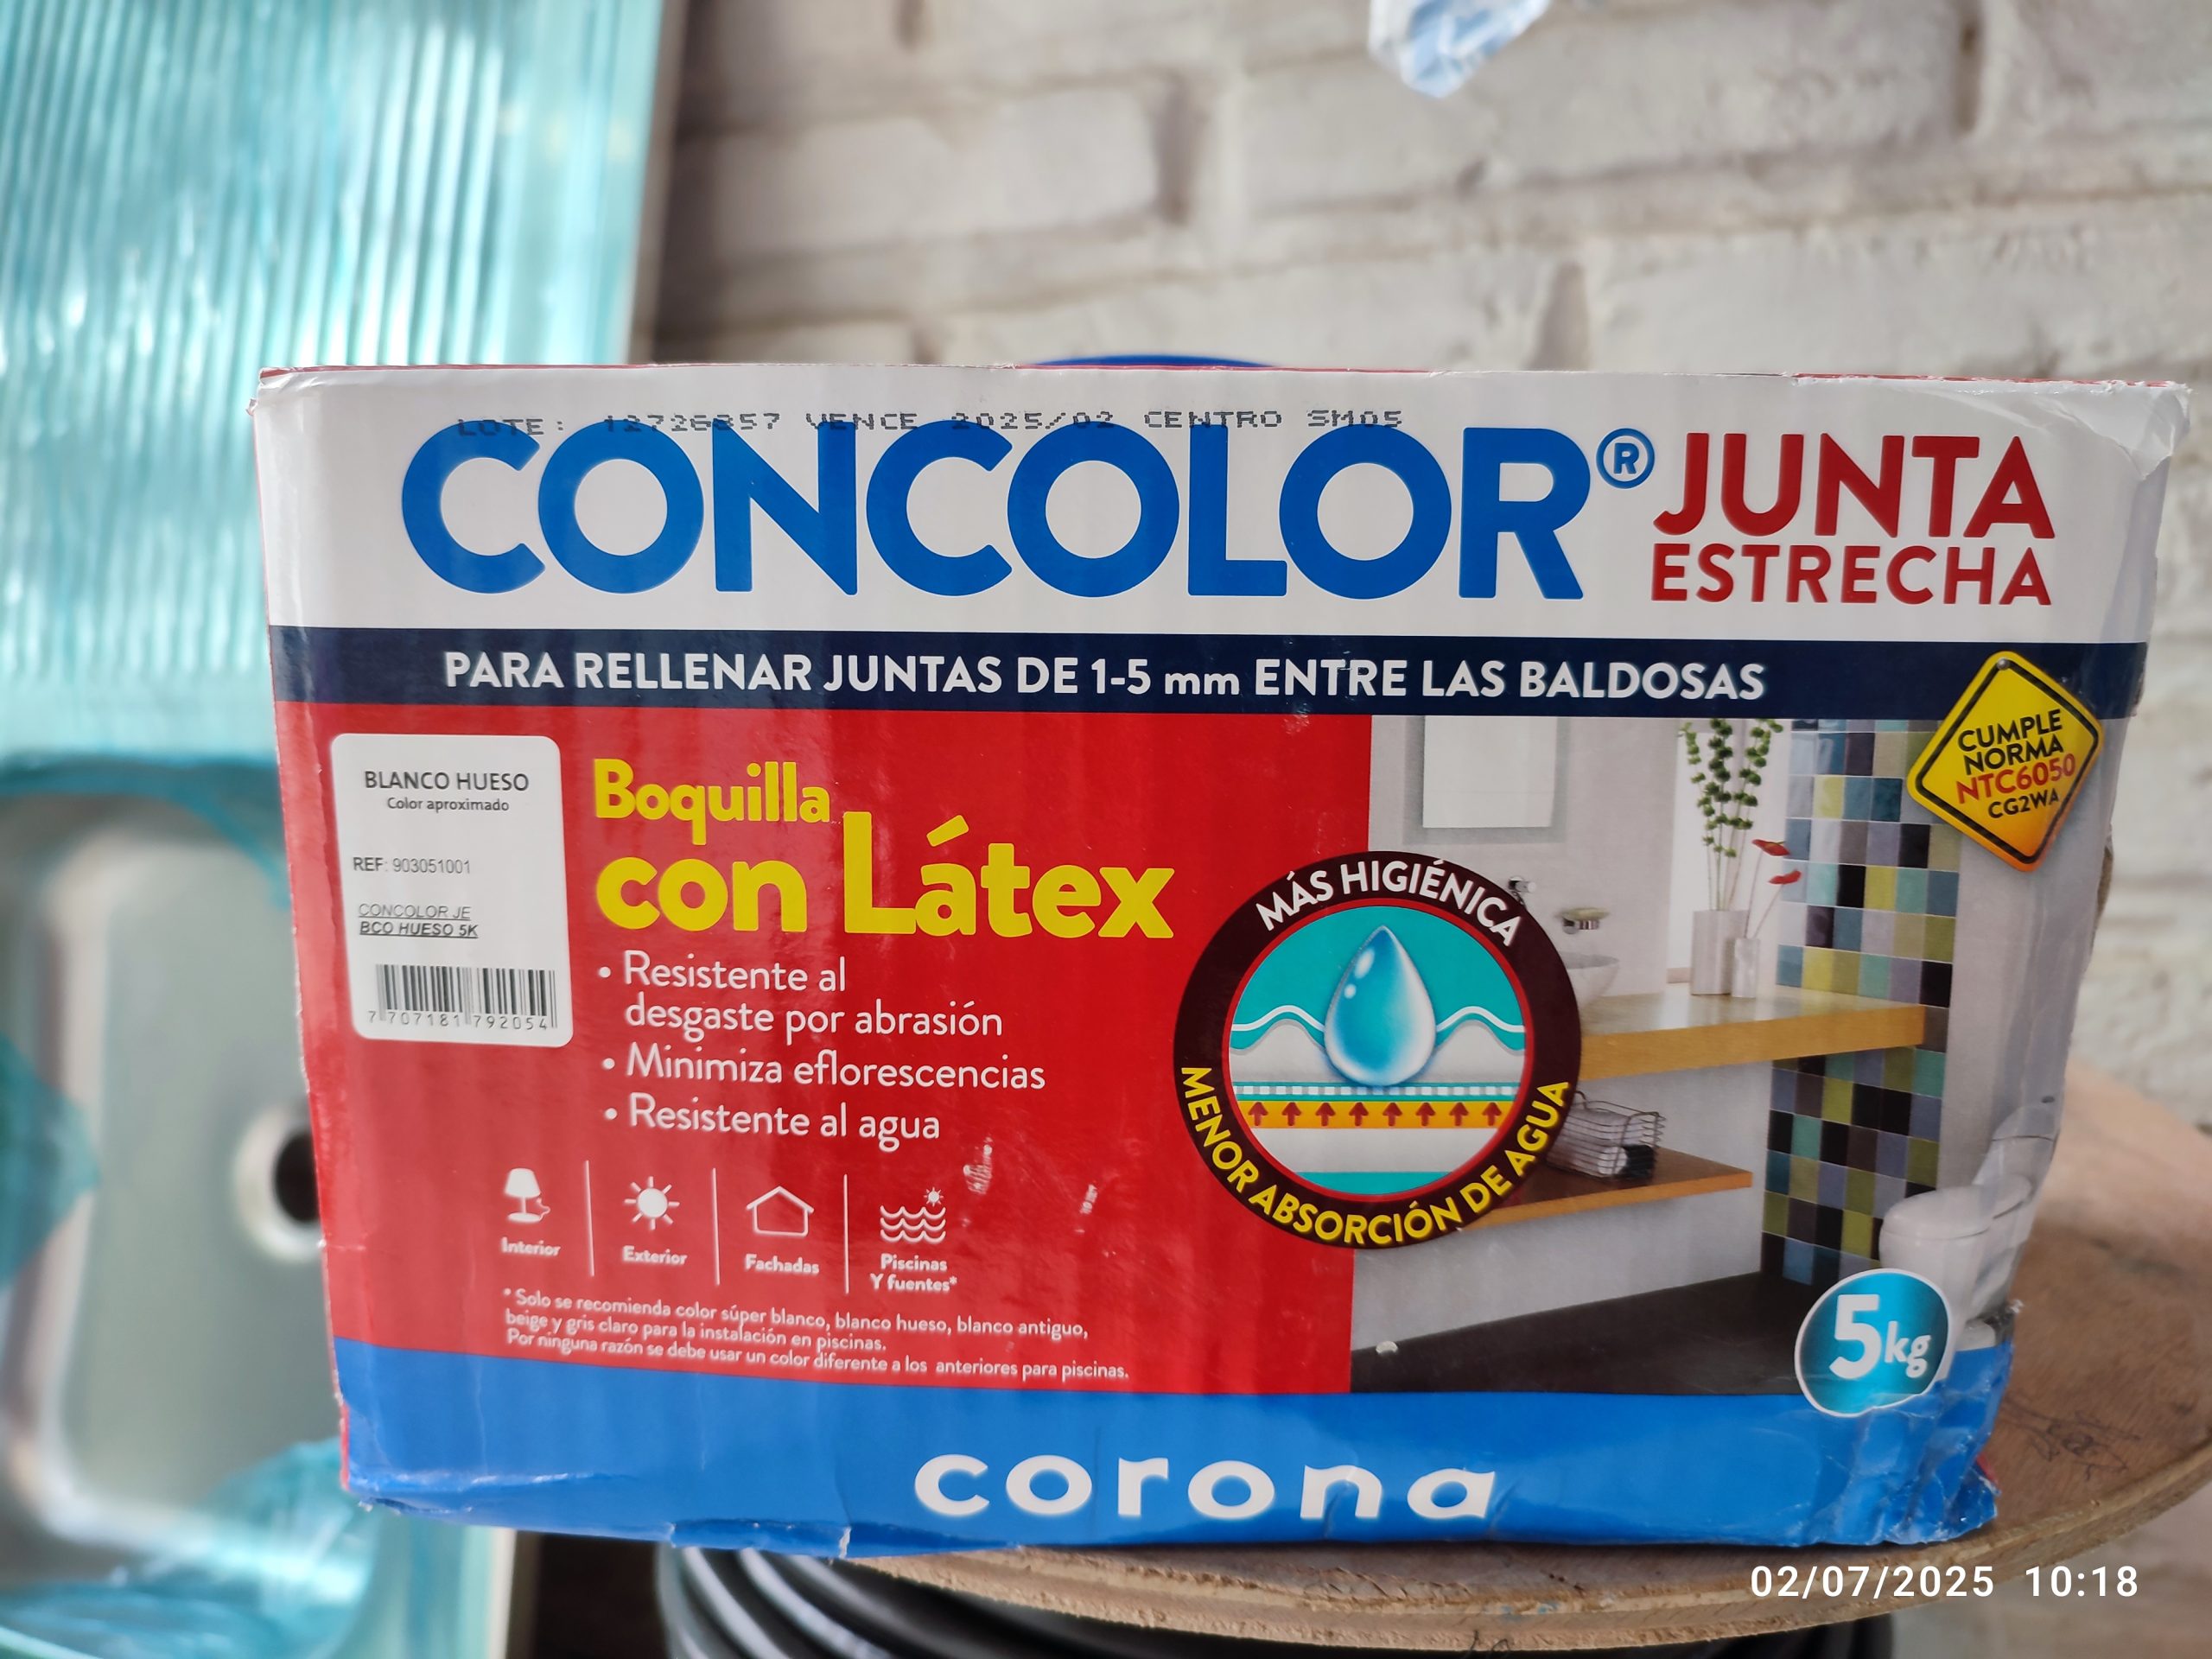 LOTE: 12726857 VENCE 2025/02 CENTRO SM05
CONCOLOR® JUNTA
ESTRECHA
PARA RELLENAR JUNTAS DE 1-5 mm ENTRE LAS BALDOSAS
CUMPLE
NORMA
NTC6050
CG2WA
BLANCO HUESO
Color aproximado
REF: 903051001
CONCOLOR JE
BCO HUESO 5K
7 707181 792054
Boquilla
con Látex
• Resistente al
desgaste por abrasión
• Minimiza eflorescencias
• Resistente al agua
MÁS HIGIÉNICA
MENOR ABSORCIÓN DE AGUA
Interior
Exterior
Fachadas
Piscinas
Y fuentes*
* Solo se recomienda color súper blanco, blanco hueso, blanco antiguo,
beige y gris claro para la instalación en piscinas.
Por ninguna razón se debe usar un color diferente a los anteriores para piscinas.
5 kg
corona
02/07/2025 10:18